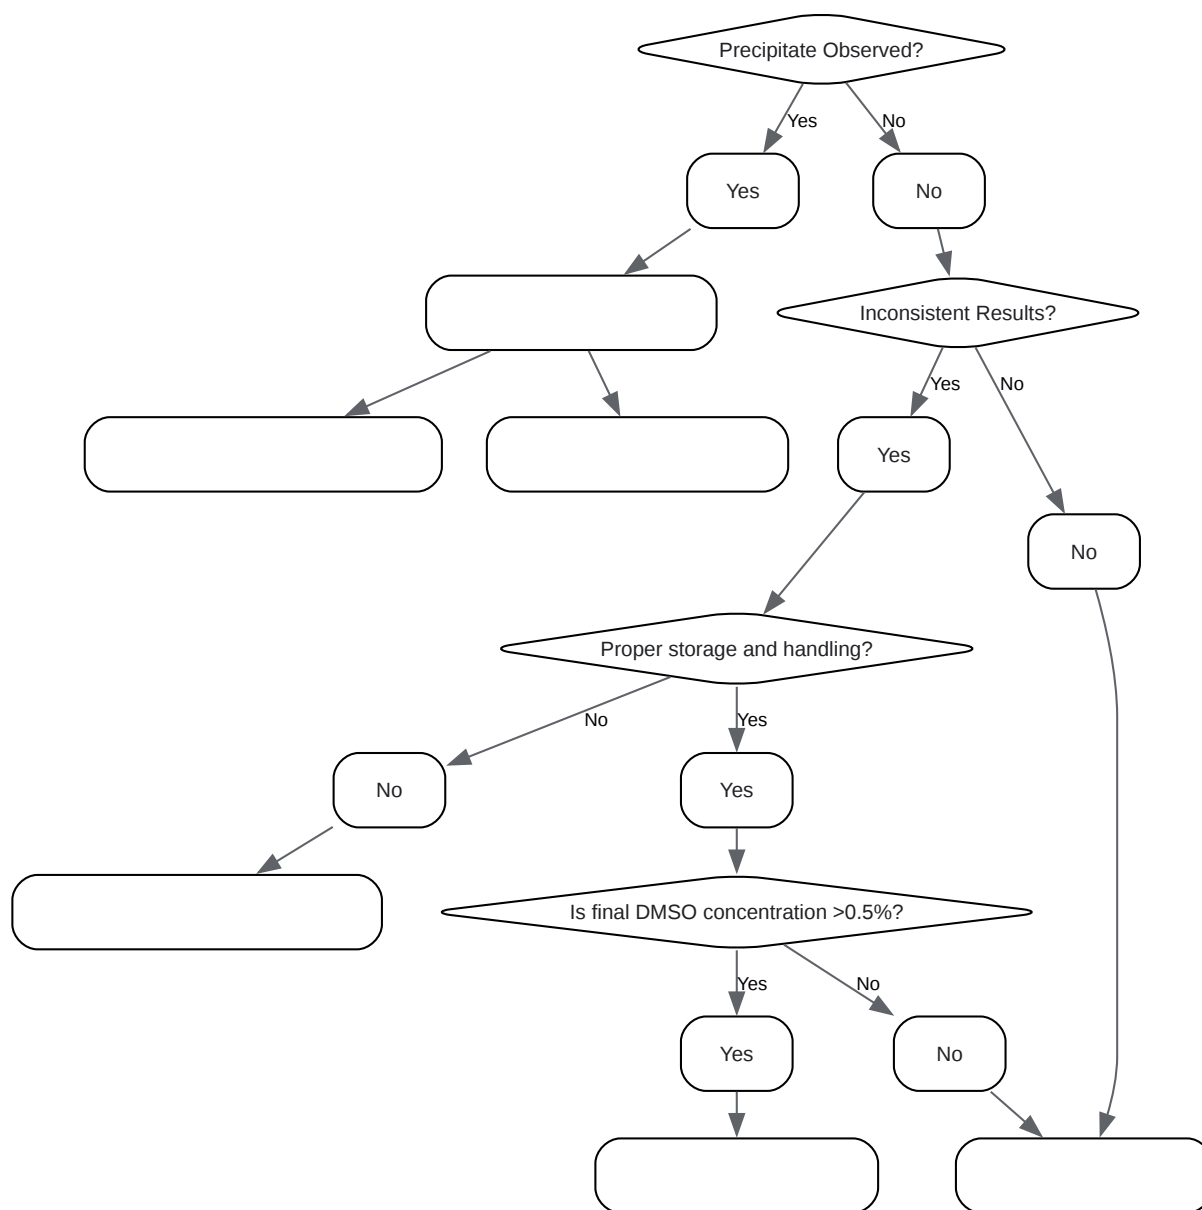 Precipitate Observed?
Yes
No
Yes
No
Inconsistent Results?
Yes
No
Yes
No
Proper storage and handling?
No
Yes
No
Yes
Is final DMSO concentration >0.5%?
Yes
No
Yes
No